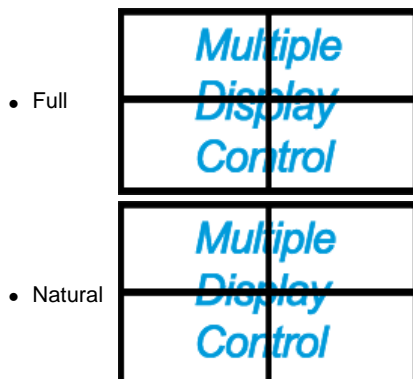 Multiple
• Full
Display
Control
Multiple
• Natural
Display
Control